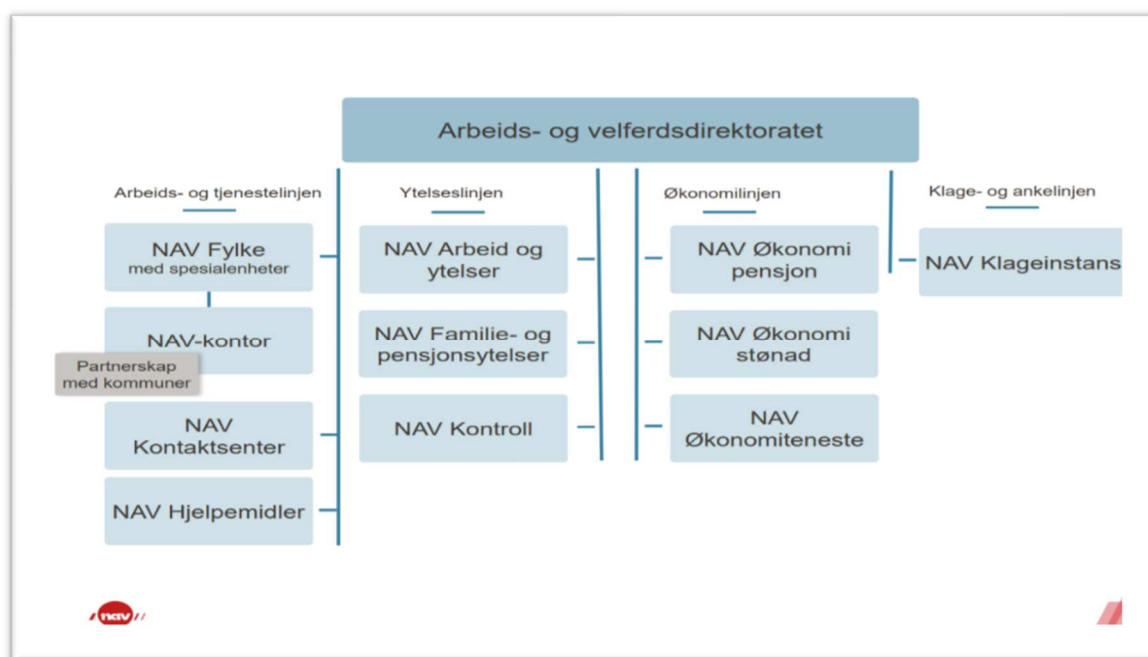 Arbeids- og velferdsdirektoratet
Arbeids- og tjenestelinjen
NAV Fylke
med spesialenheter
NAV-kontor
Partnerskap
med kommuner
NAV
Kontaktsenter
NAV Hjelpemidler
Ytelseslinjen
NAV Arbeid og
ytelser
NAV Familie- og
pensjonsytelser
NAV Kontroll
Økonomilinjen
NAV Økonomi
pensjon
NAV Økonomi
stønad
NAV
Økonomiteneste
Klage- og ankelinjen
NAV Klageinstans
nav